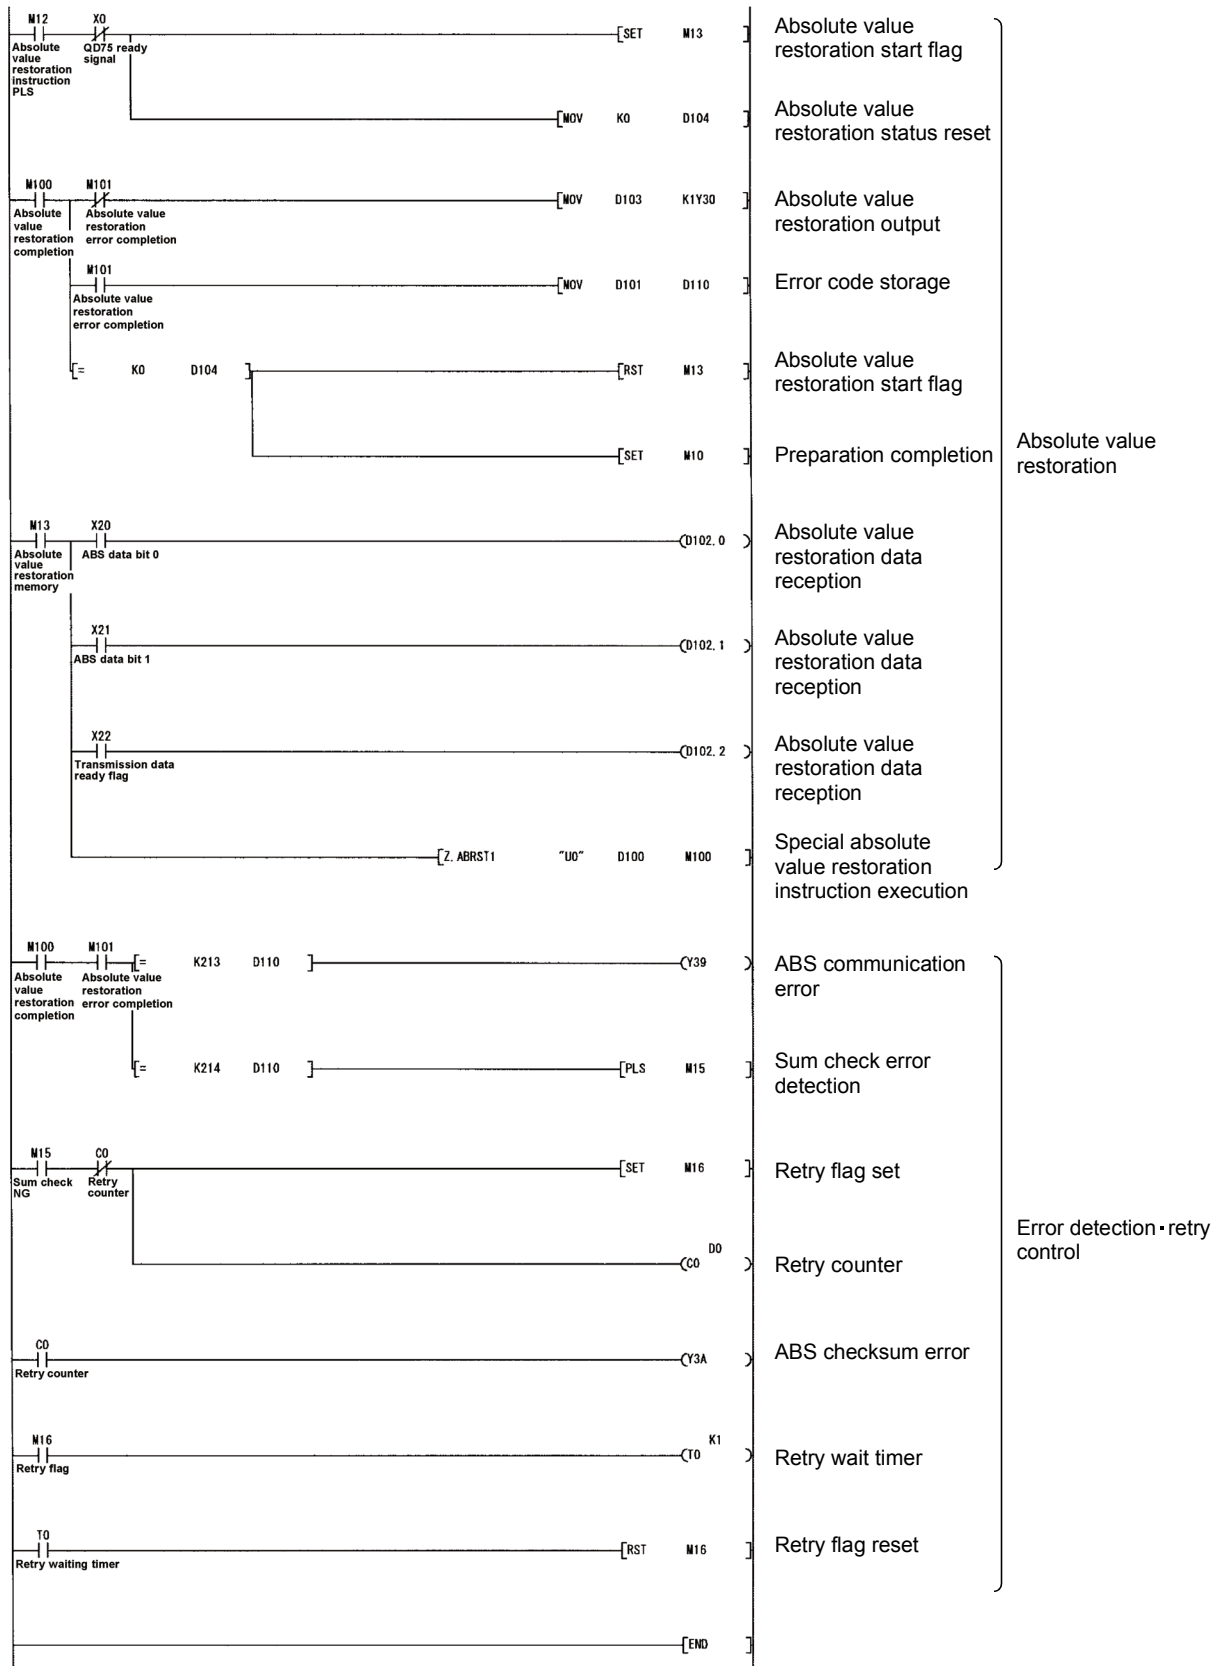 M12 X0 [SET M13] Absolute value
restoration start flag
Absolute
value
restoration
instruction
PLS
QD75 ready
signal
[MOV K0 D104] Absolute value
restoration status reset
M100 M101 [MOV D103 K1Y30] Absolute value
restoration output
Absolute
value
restoration
completion
Absolute value
restoration
error completion
M101 [MOV D101 D110] Error code storage
Absolute value
restoration
error completion
[= K0 D104] [RST M13] Absolute value
restoration start flag
[SET M10] Preparation completion
Absolute value
restoration
M13 X20 (D102.0) Absolute value
restoration data
reception
Absolute
value
restoration
memory
ABS data bit 0
X21 (D102.1) Absolute value
restoration data
reception
ABS data bit 1
X22 (D102.2) Absolute value
restoration data
reception
Transmission data
ready flag
[Z.ABRST1 "U0" D100 M100] Special absolute
value restoration
instruction execution
M100 M101 [= K213 D110] (Y39) ABS communication
error
Absolute
value
restoration
completion
Absolute value
restoration
error completion
[= K214 D110] [PLS M15] Sum check error
detection
M15 C0 [SET M16] Retry flag set
Sum check
NG
Retry
counter
D0
(C0) Retry counter
Error detection・retry
control
C0 (Y3A) ABS checksum error
Retry counter
M16 K1
(T0) Retry wait timer
Retry flag
T0 [RST M16] Retry flag reset
Retry waiting timer
[END]